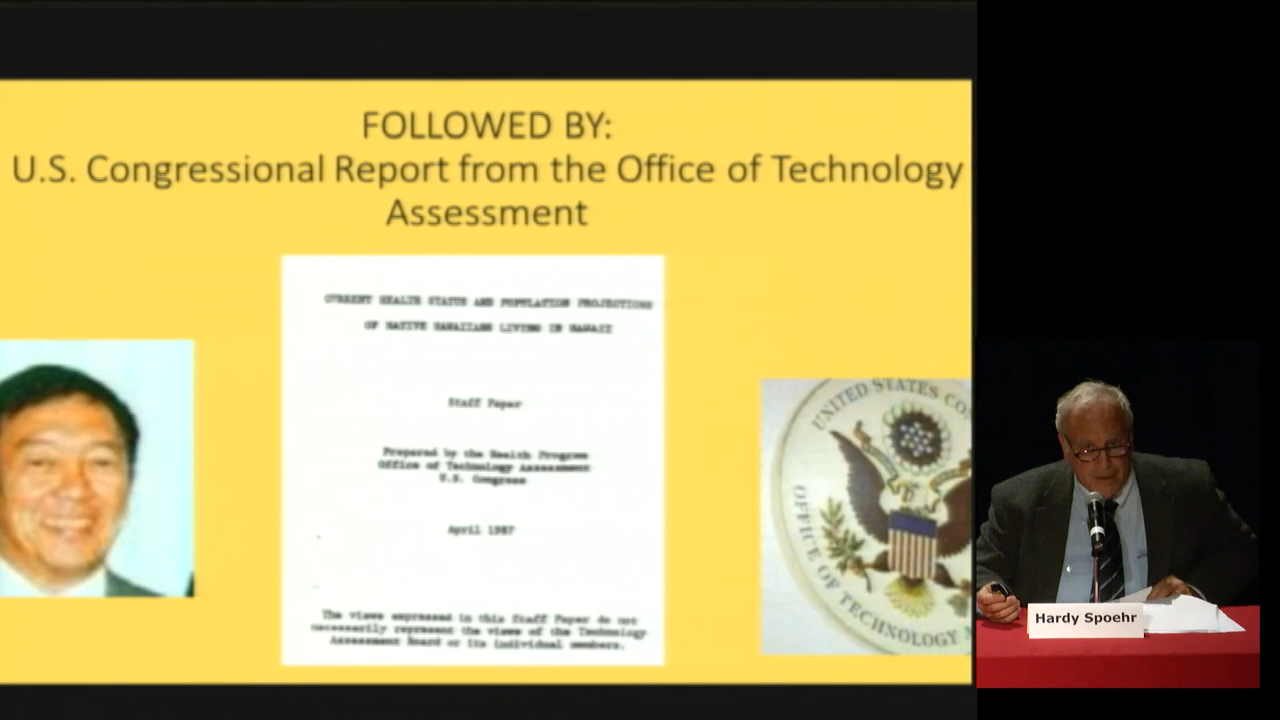 FOLLOWED BY:
U.S. Congressional Report from the Office of Technology
Assessment
CURRENT HEALTH STATUS AND POPULATION PROJECTIONS
OF NATIVE HAWAIIANS LIVING IN HAWAII
Staff Paper
Prepared by the Health Program
Office of Technology Assessment
U.S. Congress
April 1987
The views expressed in this Staff Paper do not
necessarily represent the views of the Technology
Assessment Board or its individual members.
UNITED STATES CO
OFFICE OF TECHNOLOGY
Hardy Spoehr